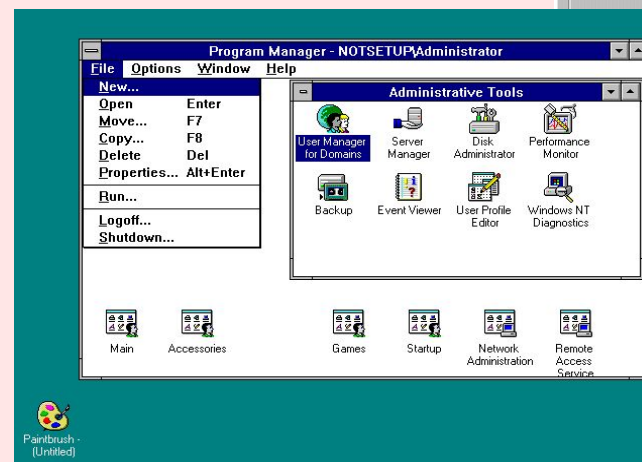 Program Manager - NOTSETUP\Administrator
File Options Window Help
New...
Open Enter
Move... F7
Copy... F8
Delete Del
Properties... Alt+Enter
Run...
Logoff...
Shutdown...
Administrative Tools
User Manager
for Domains
Server
Manager
Disk
Administrator
Performance
Monitor
Backup
Event Viewer
User Profile
Editor
Windows NT
Diagnostics
Main
Accessories
Games
Startup
Network
Administration
Remote
Access
Service
Paintbrush -
(Untitled)